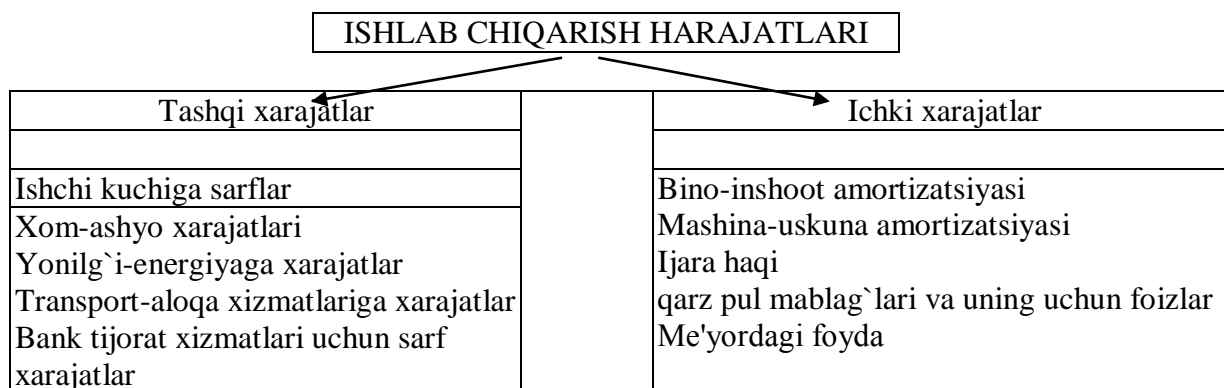 ISHLAB CHIQARISH HARAJATLARI
Tashqi xarajatlar
Ishchi kuchiga sarflar
Xom-ashyo xarajatlari
Yonilg`i-energiyaga xarajatlar
Transport-aloqa xizmatlariga xarajatlar
Bank tijorat xizmatlari uchun sarf
xarajatlar
Ichki xarajatlar
Bino-inshoot amortizatsiyasi
Mashina-uskuna amortizatsiyasi
Ijara haqi
qarz pul mablag`lari va uning uchun foizlar
Me'yordagi foyda